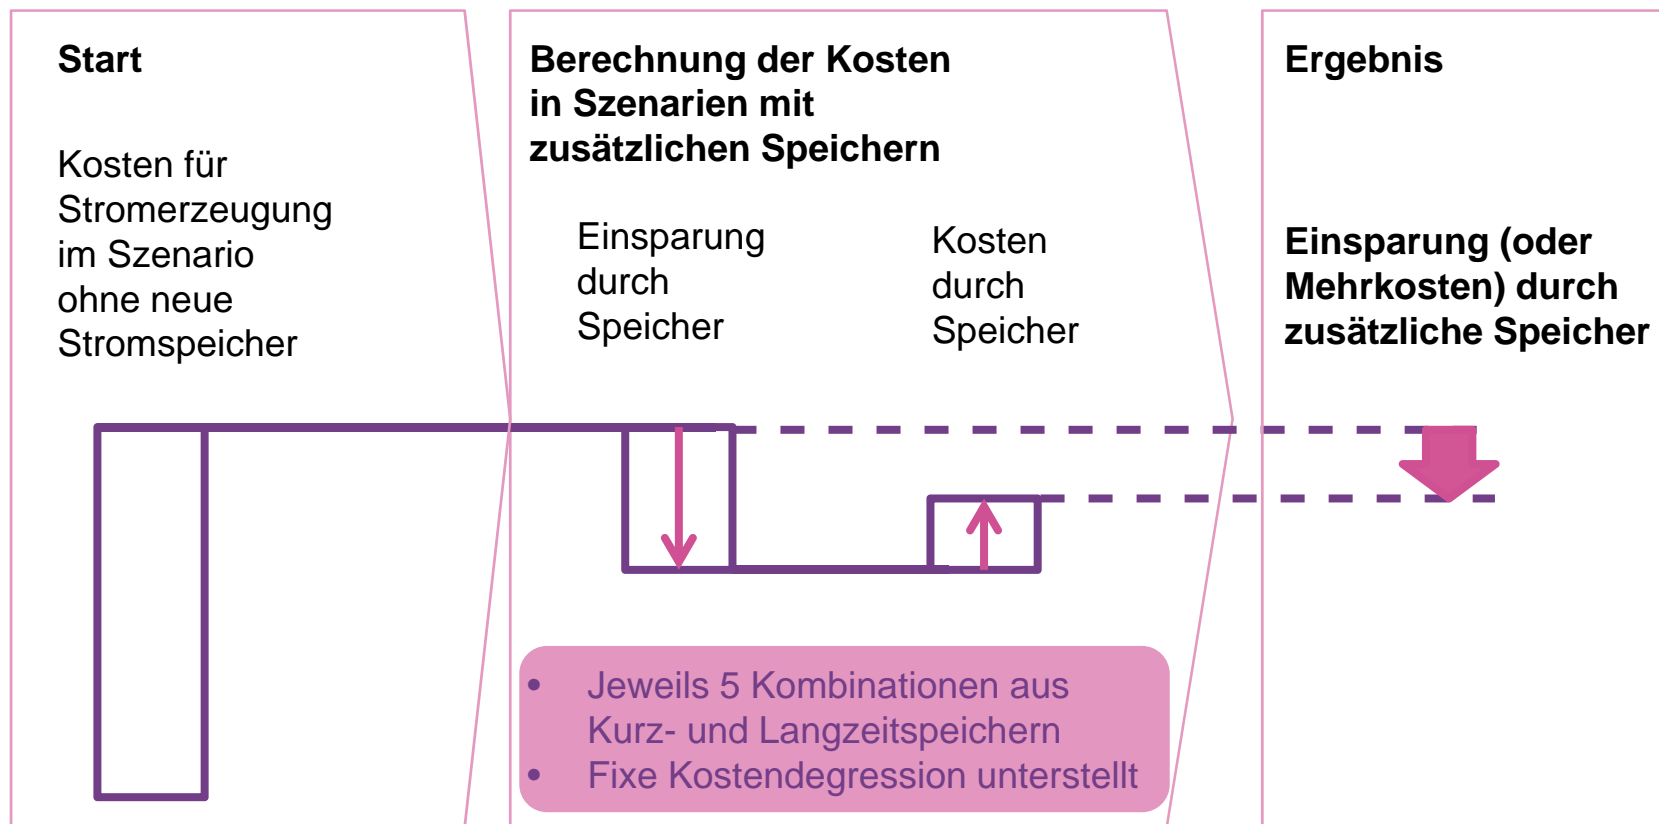 Start
Kosten für
Stromerzeugung
im Szenario
ohne neue
Stromspeicher
Berechnung der Kosten
in Szenarien mit
zusätzlichen Speichern
Einsparung
durch
Speicher
Kosten
durch
Speicher
• Jeweils 5 Kombinationen aus
Kurz- und Langzeitspeichern
• Fixe Kostendegression unterstellt
Ergebnis
Einsparung (oder
Mehrkosten) durch
zusätzliche Speicher